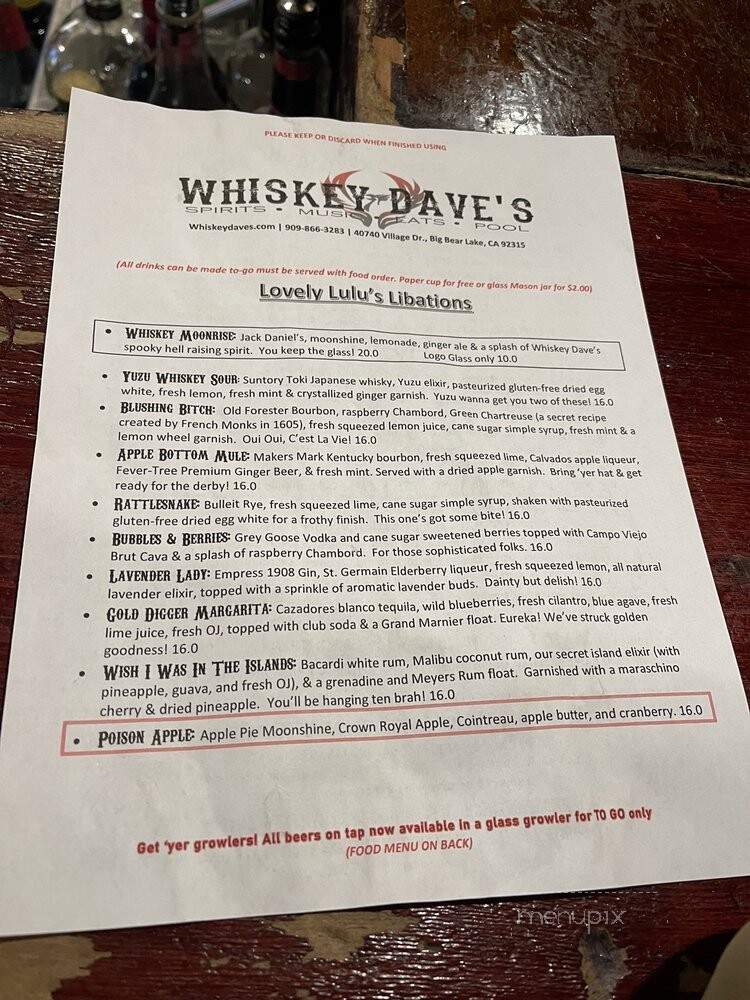 PLEASE KEEP OR DISCARD WHEN FINISHED USING
WHISKEY DAVE'S
SPIRITS • MUSIC • EATS • POOL
Whiskeydaves.com | 909-866-3283 | 40740 Village Dr., Big Bear Lake, CA 92315
(All drinks can be made to-go must be served with food order. Paper cup for free or glass Mason jar for $2.00)
Lovely Lulu's Libations
• WHISKEY MOONRISE: Jack Daniel's, moonshine, lemonade, ginger ale & a splash of Whiskey Dave's
spooky hell raising spirit. You keep the glass! 20.0 Logo Glass only 10.0
• YUZU WHISKEY SOUR: Suntory Toki Japanese whisky, Yuzu elixir, pasteurized gluten-free dried egg
white, fresh lemon, fresh mint & crystallized ginger garnish. Yuzu wanna get you two of these! 16.0
• BLUSHING BITCH: Old Forester Bourbon, raspberry Chambord, Green Chartreuse (a secret recipe
created by French Monks in 1605), fresh squeezed lemon juice, cane sugar simple syrup, fresh mint & a
lemon wheel garnish. Oui Oui, C'est La Vie! 16.0
• APPLE BOTTOM MULE: Makers Mark Kentucky bourbon, fresh squeezed lime, Calvados apple liqueur,
Fever-Tree Premium Ginger Beer, & fresh mint. Served with a dried apple garnish. Bring 'yer hat & get
ready for the derby! 16.0
• RATTLESNAKE: Bulleit Rye, fresh squeezed lime, cane sugar simple syrup, shaken with pasteurized
gluten-free dried egg white for a frothy finish. This one's got some bite! 16.0
• BUBBLES & BERRIES: Grey Goose Vodka and cane sugar sweetened berries topped with Campo Viejo
Brut Cava & a splash of raspberry Chambord. For those sophisticated folks. 16.0
• LAVENDER LADY: Empress 1908 Gin, St. Germain Elderberry liqueur, fresh squeezed lemon, all natural
lavender elixir, topped with a sprinkle of aromatic lavender buds. Dainty but delish! 16.0
• GOLD DIGGER MARGARITA: Cazadores blanco tequila, wild blueberries, fresh cilantro, blue agave, fresh
lime juice, fresh OJ, topped with club soda & a Grand Marnier float. Eureka! We've struck golden
goodness! 16.0
• WISH I WAS IN THE ISLANDS: Bacardi white rum, Malibu coconut rum, our secret island elixir (with
pineapple, guava, and fresh OJ), & a grenadine and Meyers Rum float. Garnished with a maraschino
cherry & dried pineapple. You'll be hanging ten brah! 16.0
• POISON APPLE: Apple Pie Moonshine, Crown Royal Apple, Cointreau, apple butter, and cranberry. 16.0
Get 'yer growlers! All beers on tap now available in a glass growler for TO GO only
(FOOD MENU ON BACK)
menupix